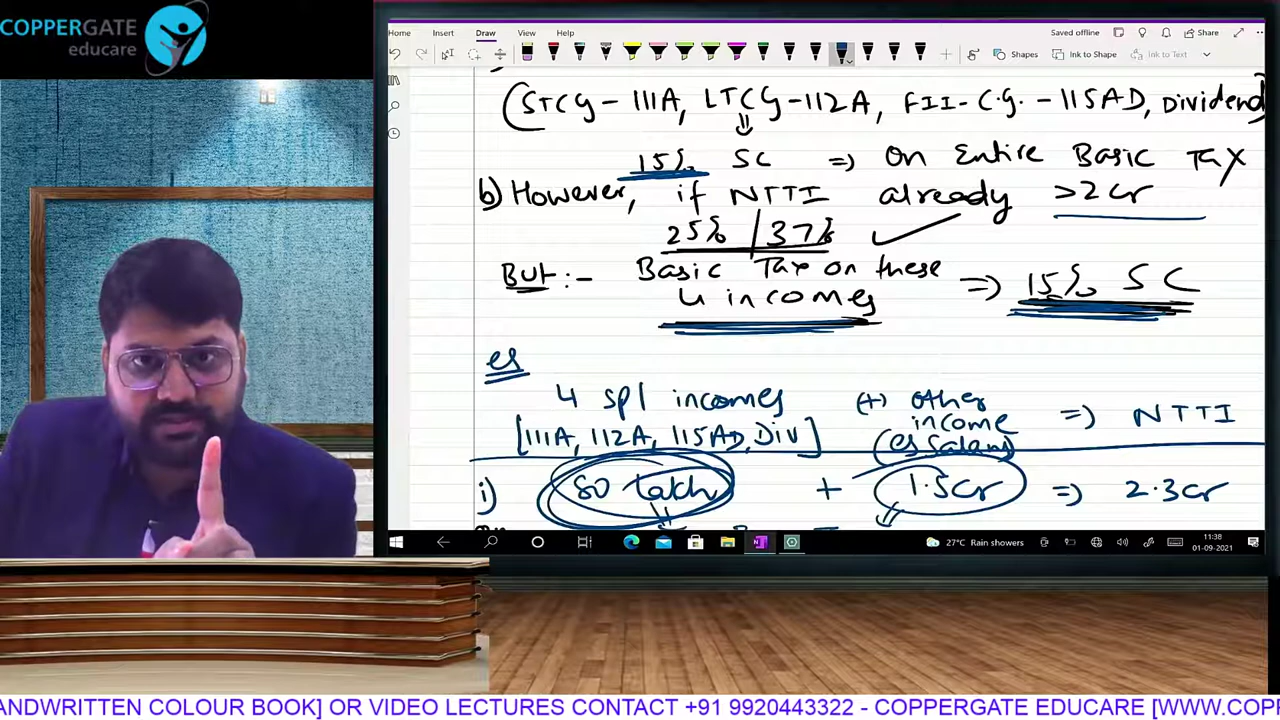 COPPERGATE
educare
Home Insert Draw View Help
Saved offline
Share
Shapes
Ink to Shape
Ink to Text
(STCG - 111A, LTCG - 112A, FII - C.G. - 115AD, Dividend)
⇓
15% SC ⇒ On Entire Basic Tax
b) However, if NTTI already >2cr
25% | 37% ✓
But :- Basic Tax on these
4 incomes ⇒ 15% SC
eg
4 spl incomes (+) other
income ⇒ NTTI
[111A, 112A, 115AD, Div] (eg Salary)
i) 80 lakh + 1.5cr ⇒ 2.3cr
27°C Rain showers
11:38
01-09-2021
ANDWRITTEN COLOUR BOOK] OR VIDEO LECTURES CONTACT +91 9920443322 - COPPERGATE EDUCARE [WWW.COP